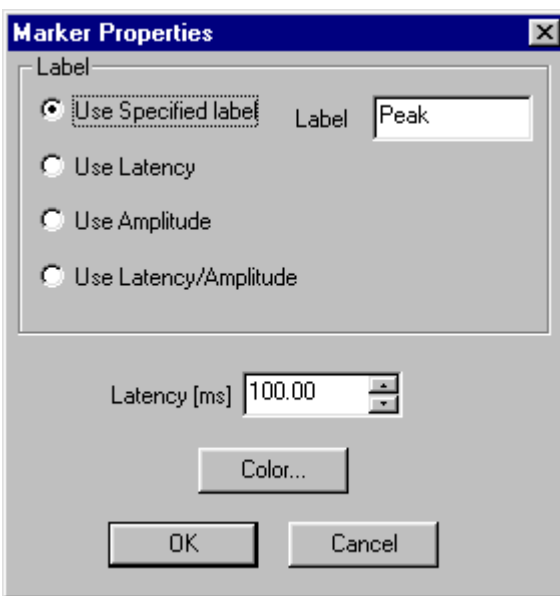 Marker Properties
Label
Use Specified label
Label
Peak
Use Latency
Use Amplitude
Use Latency/Amplitude
Latency [ms]
100.00
Color...
OK
Cancel